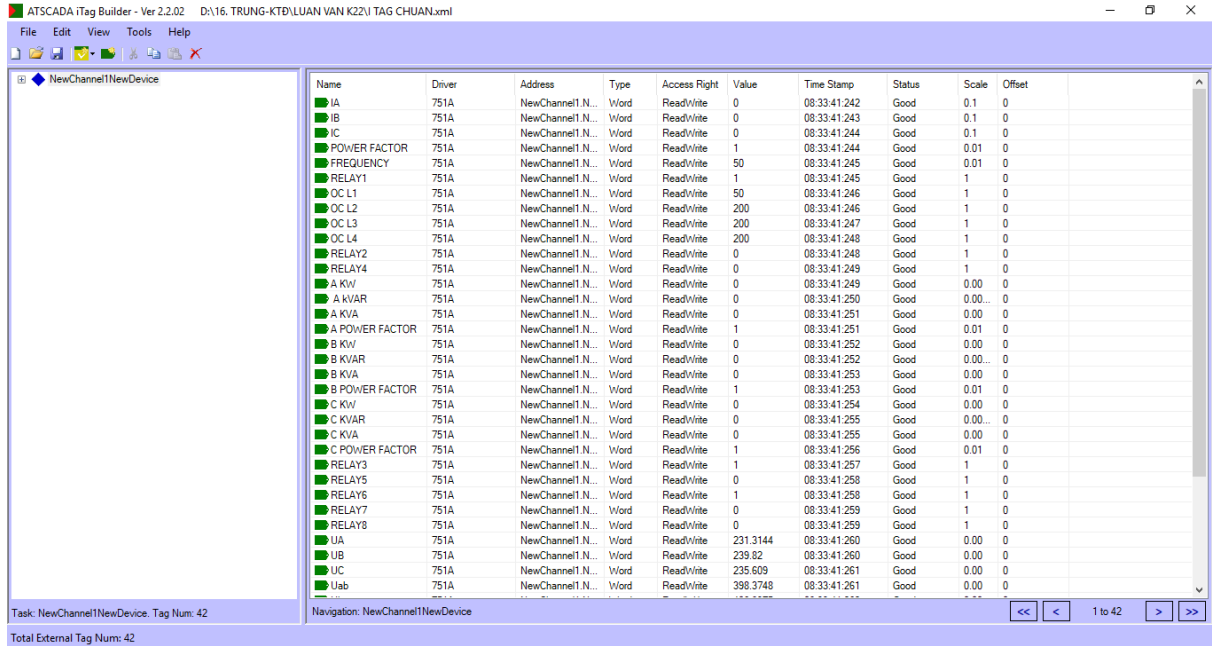 ATSCADA iTag Builder - Ver 2.2.02 D:\16. TRUNG-KTĐ\LUAN VAN K22\I TAG CHUAN.xml
File Edit View Tools Help
NewChannel1NewDevice
Name Driver Address Type Access Right Value Time Stamp Status Scale Offset
IA 751A NewChannel1.N... Word ReadWrite 0 08:33:41:242 Good 0.1 0
IB 751A NewChannel1.N... Word ReadWrite 0 08:33:41:243 Good 0.1 0
IC 751A NewChannel1.N... Word ReadWrite 0 08:33:41:244 Good 0.1 0
POWER FACTOR 751A NewChannel1.N... Word ReadWrite 1 08:33:41:244 Good 0.01 0
FREQUENCY 751A NewChannel1.N... Word ReadWrite 50 08:33:41:245 Good 0.01 0
RELAY1 751A NewChannel1.N... Word ReadWrite 1 08:33:41:245 Good 1 0
OC L1 751A NewChannel1.N... Word ReadWrite 50 08:33:41:246 Good 1 0
OC L2 751A NewChannel1.N... Word ReadWrite 200 08:33:41:246 Good 1 0
OC L3 751A NewChannel1.N... Word ReadWrite 200 08:33:41:247 Good 1 0
OC L4 751A NewChannel1.N... Word ReadWrite 200 08:33:41:248 Good 1 0
RELAY2 751A NewChannel1.N... Word ReadWrite 0 08:33:41:248 Good 1 0
RELAY4 751A NewChannel1.N... Word ReadWrite 0 08:33:41:249 Good 1 0
A KW 751A NewChannel1.N... Word ReadWrite 0 08:33:41:249 Good 0.00 0
A kVAR 751A NewChannel1.N... Word ReadWrite 0 08:33:41:250 Good 0.00... 0
A KVA 751A NewChannel1.N... Word ReadWrite 0 08:33:41:251 Good 0.00 0
A POWER FACTOR 751A NewChannel1.N... Word ReadWrite 1 08:33:41:251 Good 0.01 0
B KW 751A NewChannel1.N... Word ReadWrite 0 08:33:41:252 Good 0.00 0
B KVAR 751A NewChannel1.N... Word ReadWrite 0 08:33:41:252 Good 0.00... 0
B KVA 751A NewChannel1.N... Word ReadWrite 0 08:33:41:253 Good 0.00 0
B POWER FACTOR 751A NewChannel1.N... Word ReadWrite 1 08:33:41:253 Good 0.01 0
C KW 751A NewChannel1.N... Word ReadWrite 0 08:33:41:254 Good 0.00 0
C KVAR 751A NewChannel1.N... Word ReadWrite 0 08:33:41:255 Good 0.00... 0
C KVA 751A NewChannel1.N... Word ReadWrite 0 08:33:41:255 Good 0.00 0
C POWER FACTOR 751A NewChannel1.N... Word ReadWrite 1 08:33:41:256 Good 0.01 0
RELAY3 751A NewChannel1.N... Word ReadWrite 1 08:33:41:257 Good 1 0
RELAY5 751A NewChannel1.N... Word ReadWrite 0 08:33:41:258 Good 1 0
RELAY6 751A NewChannel1.N... Word ReadWrite 1 08:33:41:258 Good 1 0
RELAY7 751A NewChannel1.N... Word ReadWrite 0 08:33:41:259 Good 1 0
RELAY8 751A NewChannel1.N... Word ReadWrite 0 08:33:41:259 Good 1 0
UA 751A NewChannel1.N... Word ReadWrite 231.3144 08:33:41:260 Good 0.00 0
UB 751A NewChannel1.N... Word ReadWrite 239.82 08:33:41:260 Good 0.00 0
UC 751A NewChannel1.N... Word ReadWrite 235.609 08:33:41:261 Good 0.00 0
Uab 751A NewChannel1.N... Word ReadWrite 398.3748 08:33:41:261 Good 0.00 0
Task: NewChannel1NewDevice. Tag Num: 42
Navigation: NewChannel1NewDevice << < 1 to 42 > >>
Total External Tag Num: 42